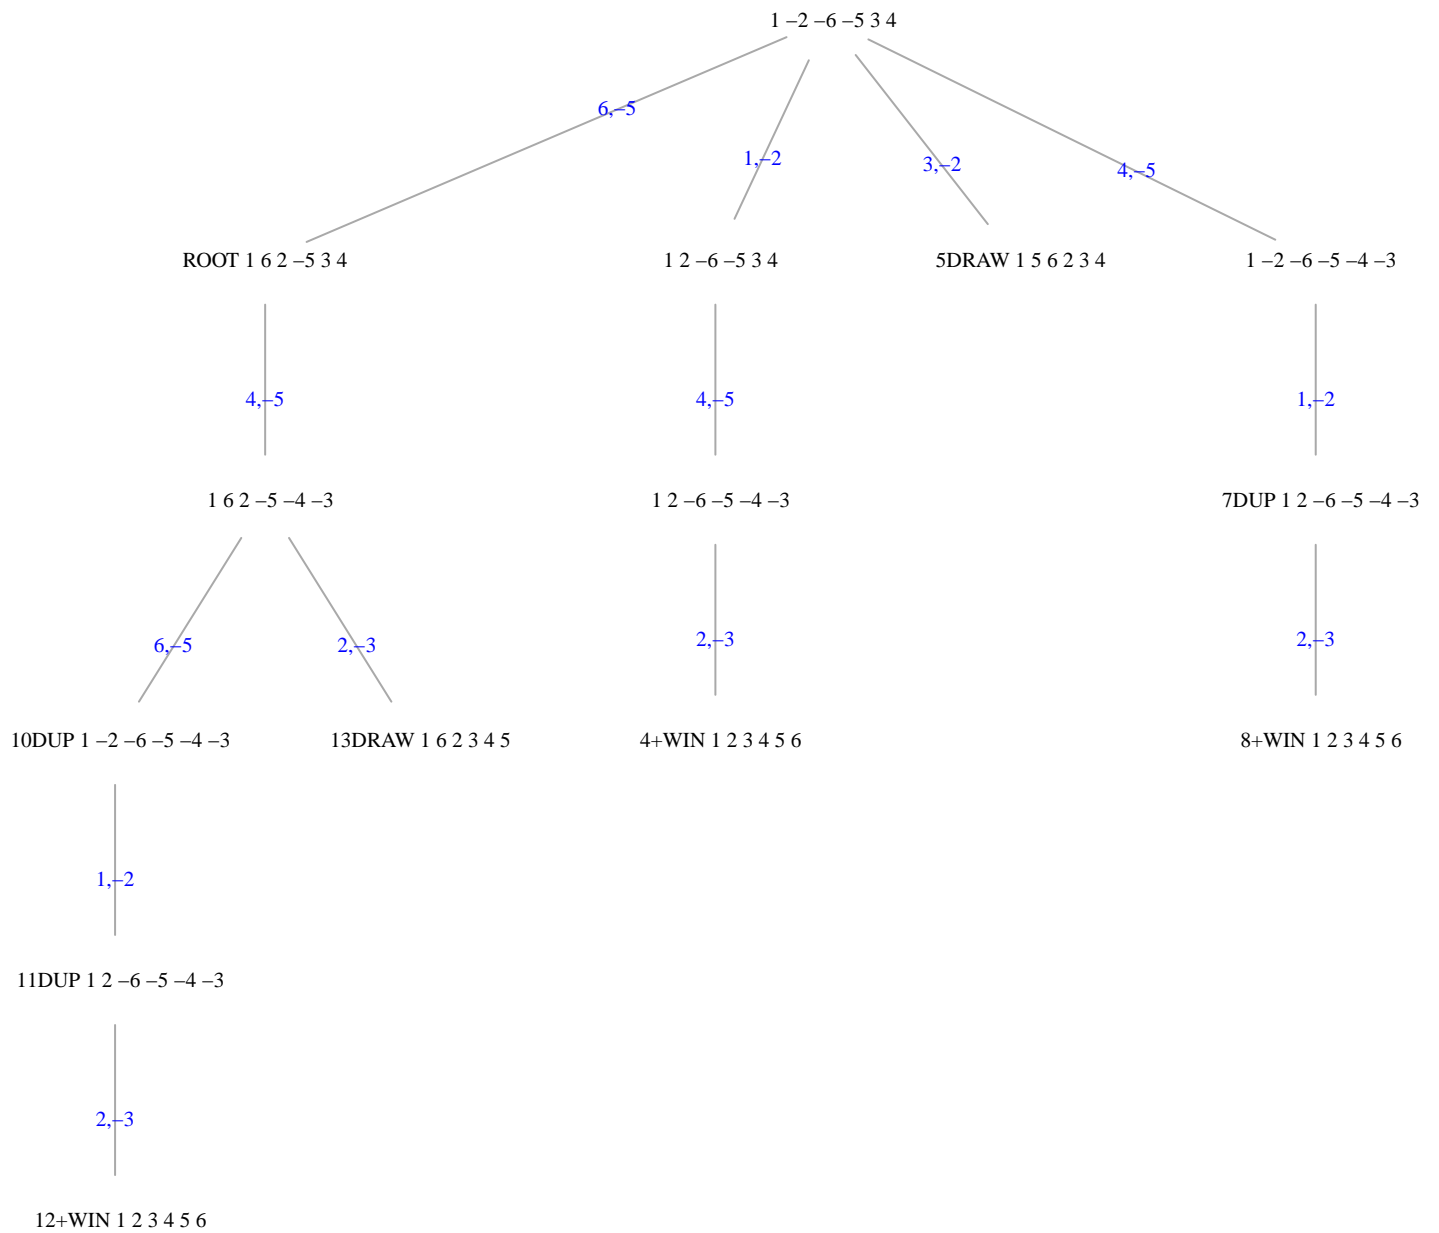 1 –2 –6 –5 3 4
6,–5
1,–2
3,–2
4,–5
ROOT 1 6 2 –5 3 4
1 2 –6 –5 3 4
5DRAW 1 5 6 2 3 4
1 –2 –6 –5 –4 –3
4,–5
4,–5
1,–2
1 6 2 –5 –4 –3
1 2 –6 –5 –4 –3
7DUP 1 2 –6 –5 –4 –3
6,–5
2,–3
2,–3
2,–3
10DUP 1 –2 –6 –5 –4 –3
13DRAW 1 6 2 3 4 5
4+WIN 1 2 3 4 5 6
8+WIN 1 2 3 4 5 6
1,–2
11DUP 1 2 –6 –5 –4 –3
2,–3
12+WIN 1 2 3 4 5 6